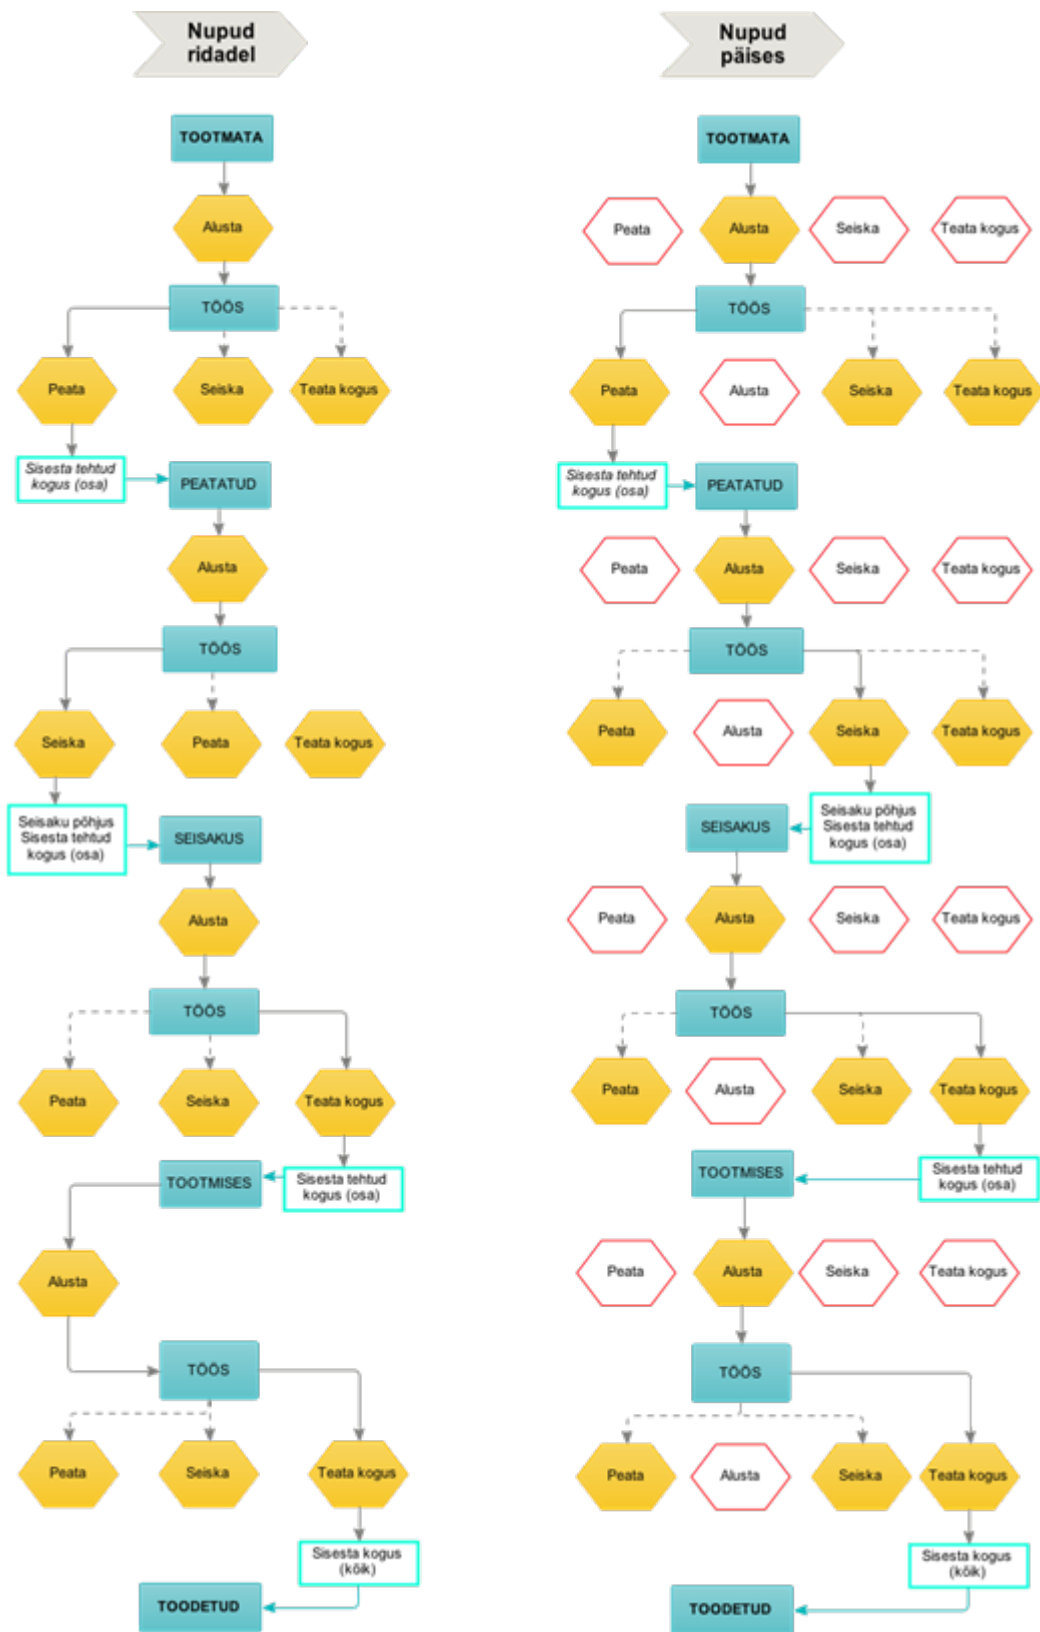 Nupud
ridadel
TOOTMATA
Alusta
TÖÖS
Peata
Seiska
Teata kogus
Sisesta tehtud
kogus (osa)
PEATATUD
Alusta
TÖÖS
Seiska
Peata
Teata kogus
Seisaku põhjus
Sisesta tehtud
kogus (osa)
SEISAKUS
Alusta
TÖÖS
Peata
Seiska
Teata kogus
Sisesta tehtud
kogus (osa)
TOOTMISES
Alusta
TÖÖS
Peata
Seiska
Teata kogus
Sisesta kogus
(kõik)
TOODETUD
Nupud
päises
TOOTMATA
Peata
Alusta
Seiska
Teata kogus
TÖÖS
Peata
Alusta
Seiska
Teata kogus
Sisesta tehtud
kogus (osa)
PEATATUD
Peata
Alusta
Seiska
Teata kogus
TÖÖS
Peata
Alusta
Seiska
Teata kogus
Seisaku põhjus
Sisesta tehtud
kogus (osa)
SEISAKUS
Peata
Alusta
Seiska
Teata kogus
TÖÖS
Peata
Alusta
Seiska
Teata kogus
Sisesta tehtud
kogus (osa)
TOOTMISES
Peata
Alusta
Seiska
Teata kogus
TÖÖS
Peata
Alusta
Seiska
Teata kogus
Sisesta kogus
(kõik)
TOODETUD